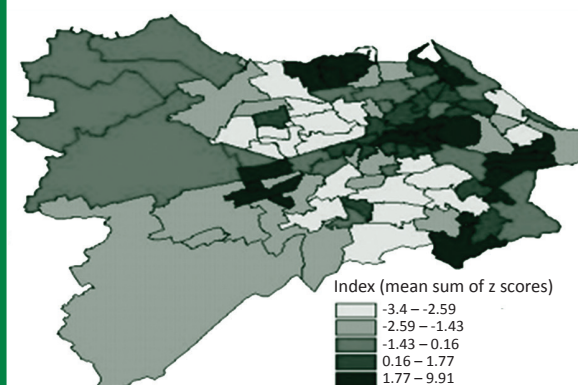 Index (mean sum of z scores)
-3.4 – -2.59
-2.59 – -1.43
-1.43 – 0.16
0.16 – 1.77
1.77 – 9.91